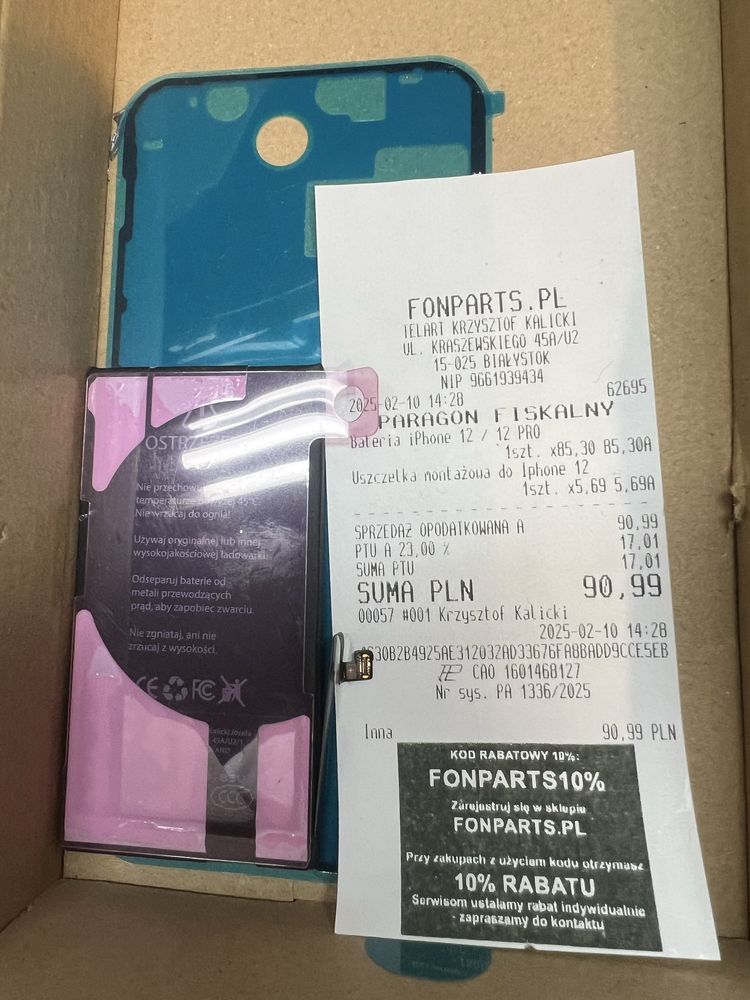 FONPARTS.PL
TELART KRZYSZTOF KALICKI
UL. KRASZEWSKIEGO 45A/U2
15-025 BIAŁYSTOK
NIP 9661939434
2025-02-10 14:28 62695
PARAGON FISKALNY
Bateria iPhone 12 / 12 PRO
1szt. x85,30 85,30A
Uszczelka montażowa do Iphone 12
1szt. x5,69 5,69A
SPRZEDAŻ OPODATKOWANA A 90,99
PTU A 23,00 % 17,01
SUMA PTU 17,01
SUMA PLN 90,99
00057 #001 Krzysztof Kalicki
2025-02-10 14:28
CAO 1601468127
Nr sys. PA 1336/2025
Inna 90,99 PLN
KOD RABATOWY 10%:
FONPARTS10%
Zarejestruj się w sklepie
FONPARTS.PL
Przy zakupach z użyciem kodu otrzymasz
10% RABATU
Serwisom ustalamy rabat indywidualnie
- zapraszamy do kontaktu
Nie
temperaturze 45°C
Nie wrzucaj do ognia!
Używaj oryginalnej lub innej
wysokojakościowej ładowarki.
Odseparuj baterie od
metali przewodzących
prąd, aby zapobiec zwarciu.
Nie zgniataj, ani nie
zrzucaj z wysokości.
CE FC
CCC